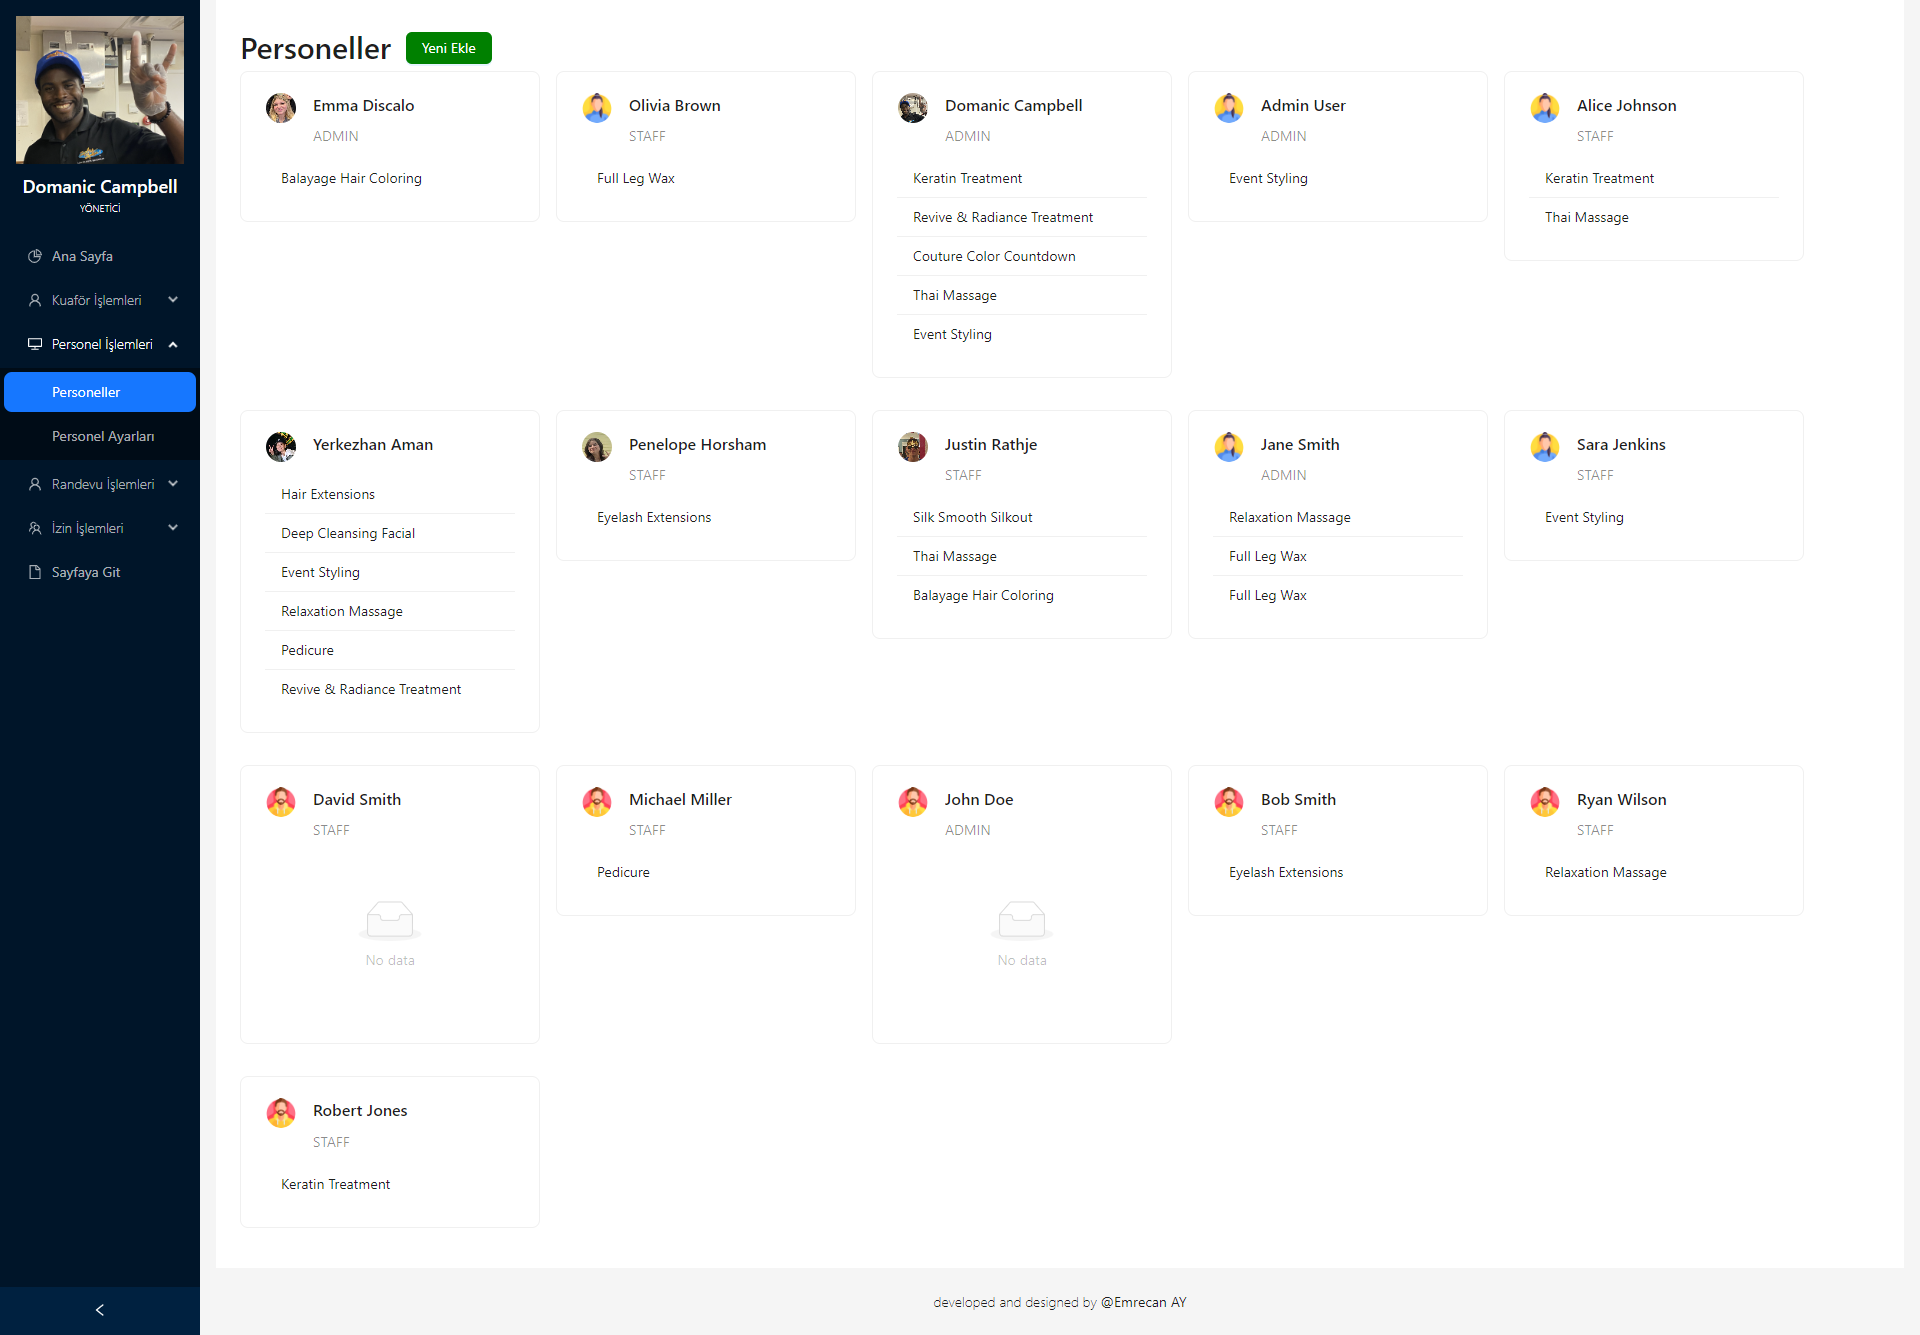 Domanic Campbell
YÖNETİCİ
Ana Sayfa
Kuaför İşlemleri
Personel İşlemleri
Personeller
Personel Ayarları
Randevu İşlemleri
İzin İşlemleri
Sayfaya Git
Personeller
Yeni Ekle
Emma Discalo
ADMIN
Balayage Hair Coloring
Olivia Brown
STAFF
Full Leg Wax
Domanic Campbell
ADMIN
Keratin Treatment
Revive & Radiance Treatment
Couture Color Countdown
Thai Massage
Event Styling
Admin User
ADMIN
Event Styling
Alice Johnson
STAFF
Keratin Treatment
Thai Massage
Yerkezhan Aman
Hair Extensions
Deep Cleansing Facial
Event Styling
Relaxation Massage
Pedicure
Revive & Radiance Treatment
Penelope Horsham
STAFF
Eyelash Extensions
Justin Rathje
STAFF
Silk Smooth Silkout
Thai Massage
Balayage Hair Coloring
Jane Smith
ADMIN
Relaxation Massage
Full Leg Wax
Full Leg Wax
Sara Jenkins
STAFF
Event Styling
David Smith
STAFF
No data
Michael Miller
STAFF
Pedicure
John Doe
ADMIN
No data
Bob Smith
STAFF
Eyelash Extensions
Ryan Wilson
STAFF
Relaxation Massage
Robert Jones
STAFF
Keratin Treatment
developed and designed by @Emrecan AY